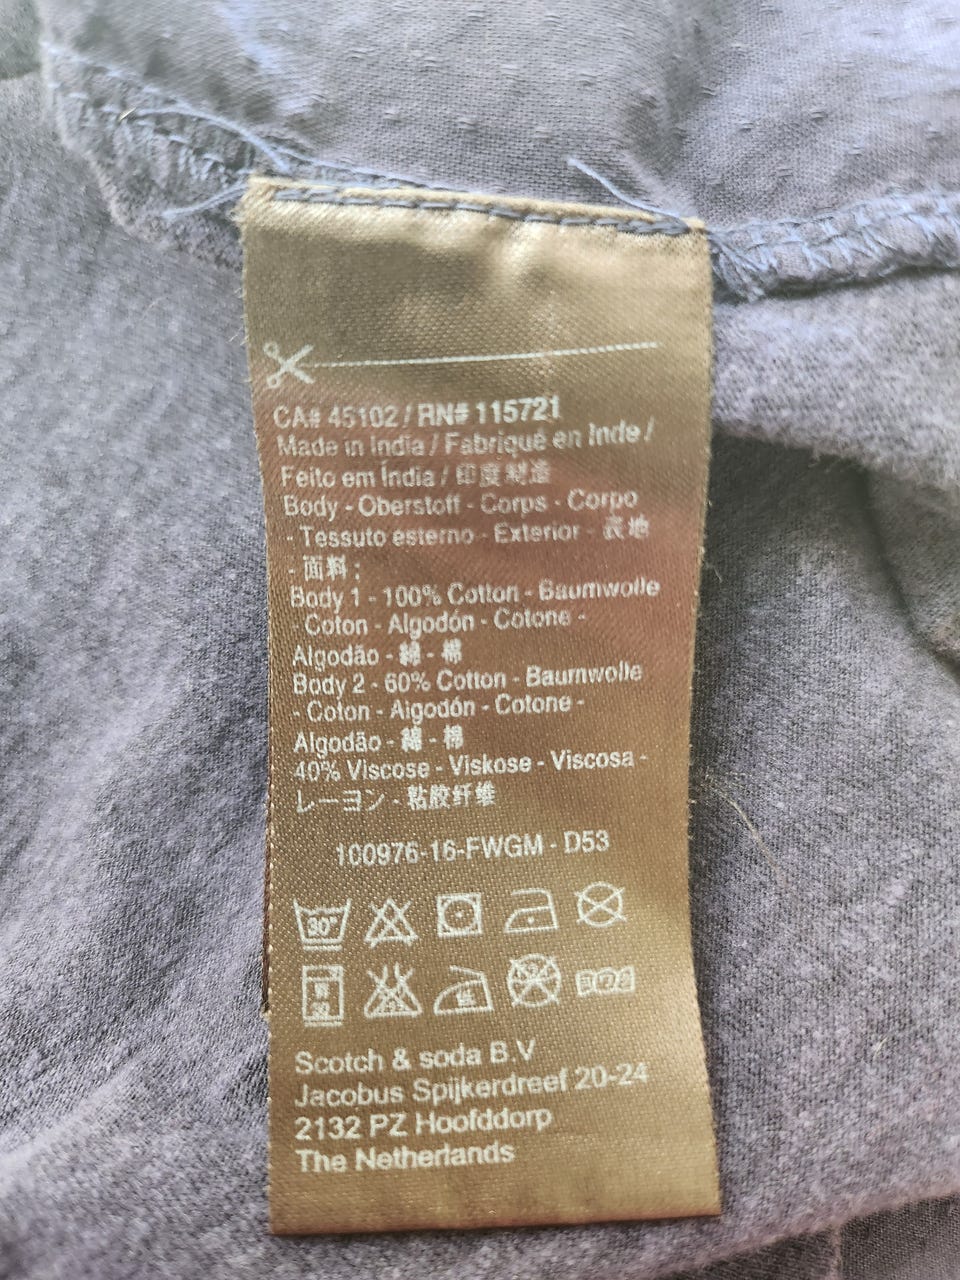 CA# 45102 / RN# 115721
Made in India / Fabriqué en Inde /
Feito em Índia / 印度製造
Body - Oberstoff - Corps - Corpo
- Tessuto esterno - Exterior - 表地
- 面料 :
Body 1 - 100% Cotton - Baumwolle
Coton - Algodón - Cotone -
Algodão - 綿 - 棉
Body 2 - 60% Cotton - Baumwolle
- Coton - Algodón - Cotone -
Algodão - 綿 - 棉
40% Viscose - Viskose - Viscosa -
レーヨン - 粘胶纤维
100976-16-FWGM - D53
30°
Scotch & soda B.V
Jacobus Spijkerdreef 20-24
2132 PZ Hoofddorp
The Netherlands